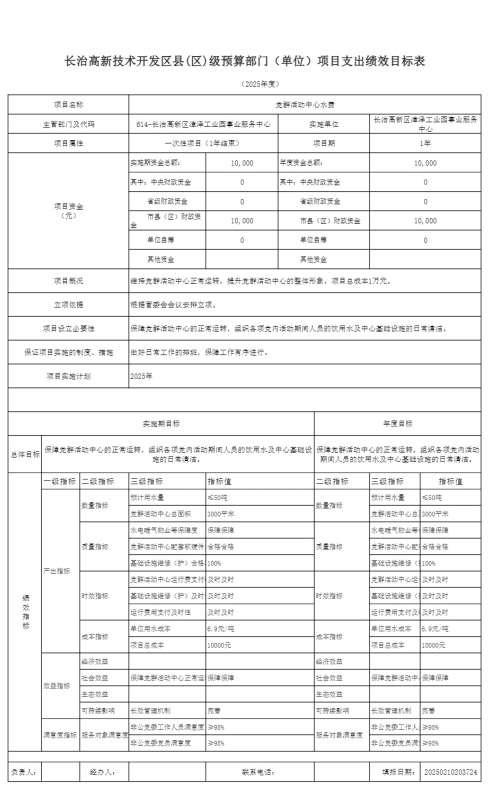 长治高新技术开发区县(区)级预算部门（单位）项目支出绩效目标表
（2025年度）
项目名称 党群活动中心水费
主管部门及代码 614-长治高新区漳泽工业园事业服务中心 实施单位 长治高新区漳泽工业园事业服务中心
项目属性 一次性项目（1年结束） 项目期 1年
项目资金（元） 实施期资金总额： 10,000 年度资金总额： 10,000
其中：中央财政资金 0 其中：中央财政资金 0
省级财政资金 0 省级财政资金 0
市县（区）财政资金 10,000 市县（区）财政资金 10,000
单位自筹 0 单位自筹 0
其他资金 其他资金
项目概况 维持党群活动中心正常运转，提升党群活动中心的整体形象，项目总成本1万元。
立项依据 根据管委会会议安排立项。
项目设立必要性 保障党群活动中心的正常运转，组织各项党内活动期间人员的饮用水及中心基础设施的日常清洁。
保证项目实施的制度、措施 做好日常工作的排班，保障工作有序进行。
项目实施计划 2025年
实施期目标 年度目标
总体目标 保障党群活动中心的正常运转，组织各项党内活动期间人员的饮用水及中心基础设施的日常清洁。 保障党群活动中心的正常运转，组织各项党内活动期间人员的饮用水及中心基础设施的日常清洁。
绩效指标 一级指标 二级指标 三级指标 指标值 二级指标 三级指标 指标值
产出指标 数量指标 预计用水量 ≤50吨 数量指标 预计用水量 ≤50吨
党群活动中心总面积 3000平米 党群活动中心总 3000平米
质量指标 水电暖气物业等保障度 保障保障 质量指标 水电暖气物业等 保障保障
党群活动中心配套软硬件 合格合格 党群活动中心配 合格合格
基础设施维修（护）合格 100% 基础设施维修（ 100%
时效指标 党群活动中心运行费支付 及时及时 时效指标 党群活动中心运 及时及时
基础设施维修（护）及时 及时及时 基础设施维修（ 及时及时
运行费用支付及时性 及时及时 运行费用支付及 及时及时
成本指标 单位用水成本 6.9元/吨 成本指标 单位用水成本 6.9元/吨
项目总成本 10000元 项目总成本 10000元
效益指标 经济效益 经济效益
社会效益 保障党群活动中心正常运 保障保障 社会效益 保障党群活动中 保障保障
生态效益 生态效益
可持续影响 长效管理机制 完善 可持续影响 长效管理机制 完善
满意度指标 服务对象满意度 非公党委工作人员满意度 ≥98% 服务对象满意度 非公党委工作人 ≥98%
非公党委党员满意度 ≥98% 非公党委党员满 ≥98%
负责人： 经办人： 联系电话： 填报日期： 20250210203724